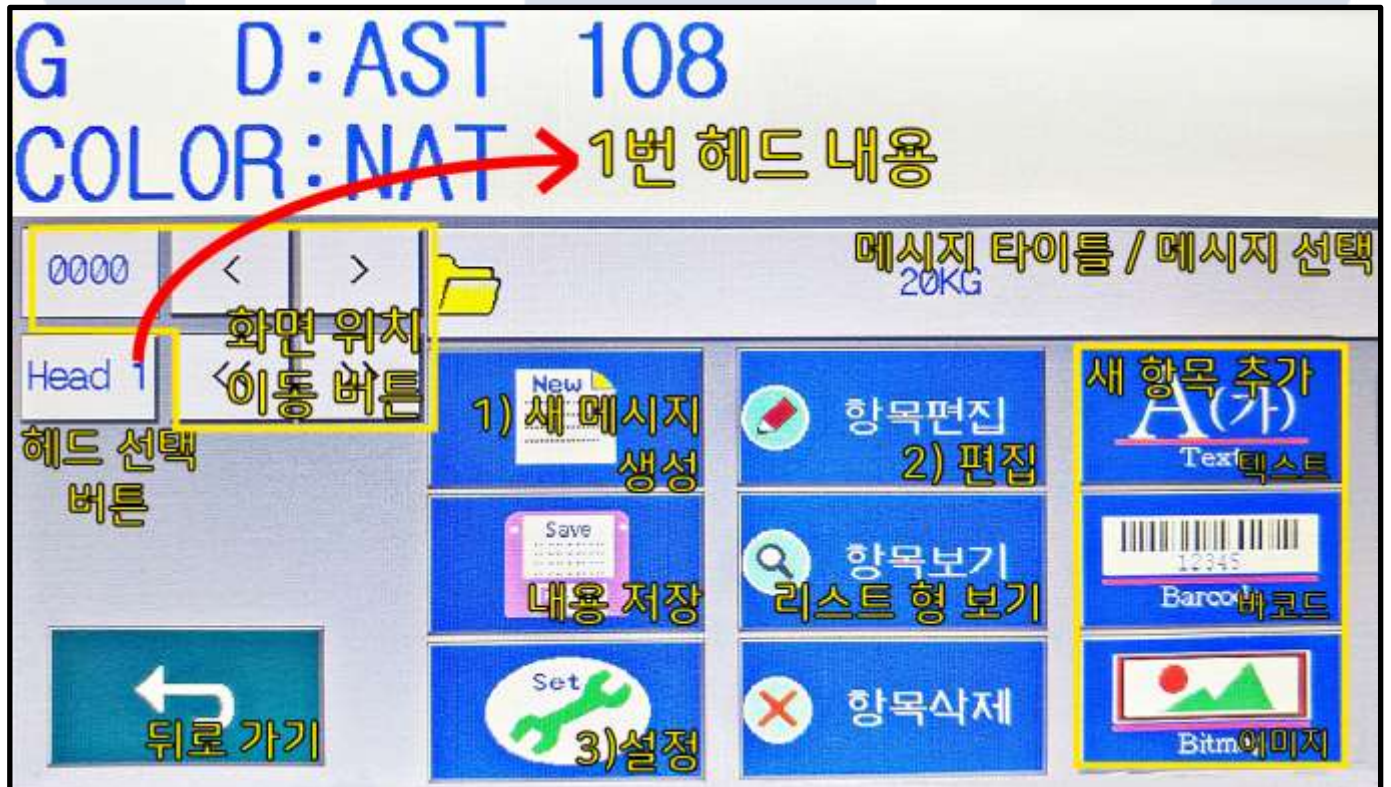 G D:AST 108
COLOR:NAT
1번 헤드 내용
0000 < >
메시지 타이틀 / 메시지 선택
20KG
화면 위치
이동 버튼
Head 1
헤드 선택
버튼
New
1) 새 메시지
생성
항목편집
2) 편집
새 항목 추가
A(가)
Text
텍스트
Save
내용 저장
항목보기
리스트 형 보기
12345
바코드
뒤로 가기
Set
3)설정
항목삭제
이미지